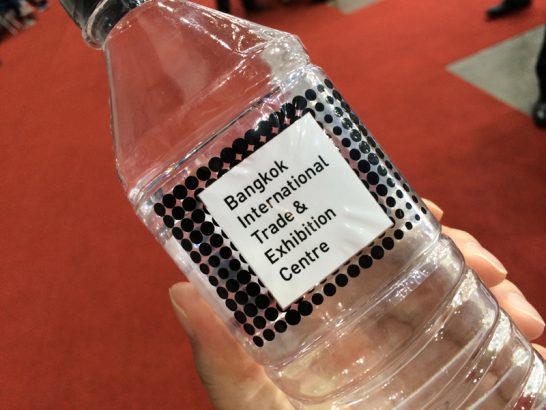 Bangkok
International
Trade &
Exhibition
Centre